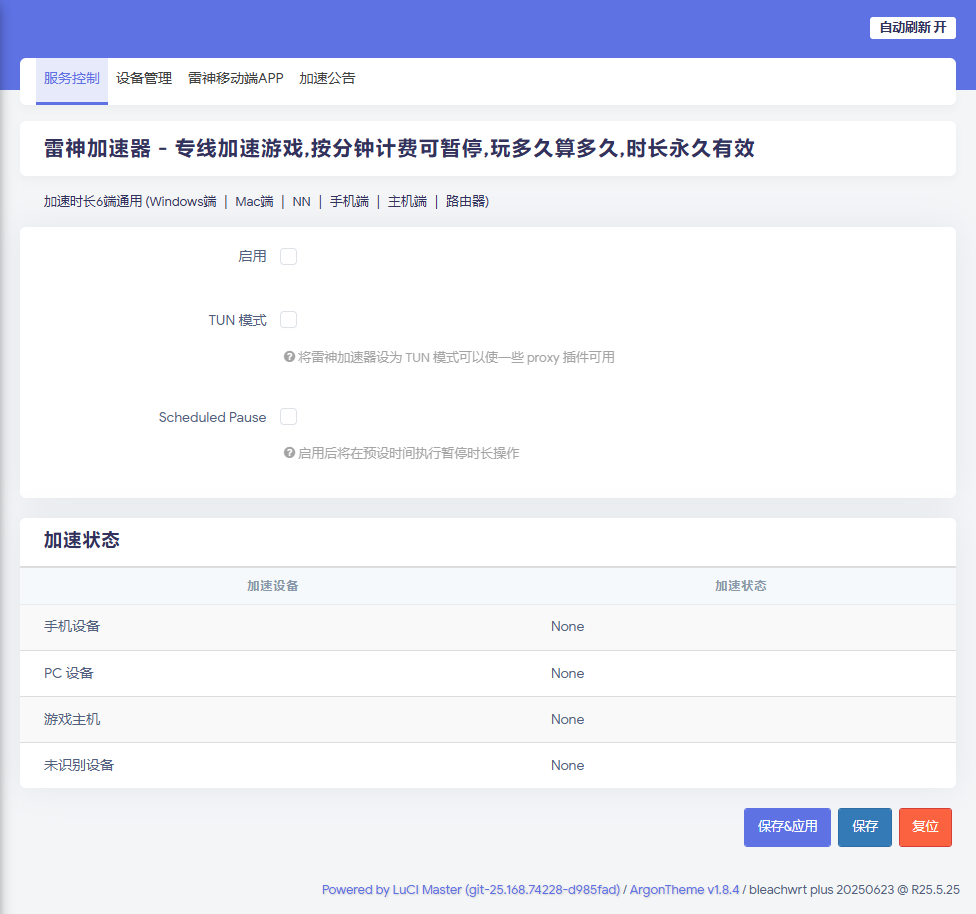 自动刷新 开
服务控制 设备管理 雷神移动端APP 加速公告
雷神加速器 - 专线加速游戏,按分钟计费可暂停,玩多久算多久,时长永久有效
加速时长6端通用 (Windows端 | Mac端 | NN | 手机端 | 主机端 | 路由器)
启用
TUN 模式
将雷神加速器设为 TUN 模式可以使一些 proxy 插件可用
Scheduled Pause
启用后将在预设时间执行暂停时长操作
加速状态
加速设备 加速状态
手机设备 None
PC 设备 None
游戏主机 None
未识别设备 None
保存&应用 保存 复位
Powered by LuCI Master (git-25.168.74228-d985fad) / ArgonTheme v1.8.4 / bleachwrt plus 20250623 @ R25.5.25